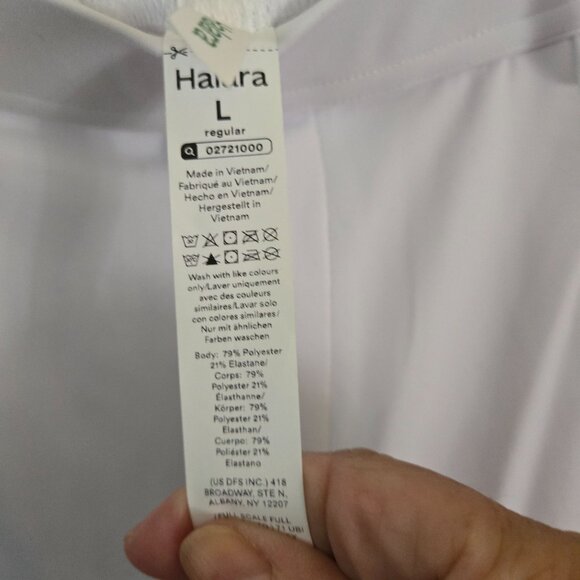 Halara
L
regular
02721000
Made in Vietnam/
Fabriqué au Vietnam/
Hecho en Vietnam/
Hergestellt in
Vietnam
Wash with like colours
only/Laver uniquement
avec des couleurs
similaires/Lavar solo
con colores similares/
Nur mit ähnlichen
Farben waschen
Body: 79% Polyester
21% Elastane/
Corps: 79%
Polyester 21%
Élasthanne/
Körper: 79%
Polyester 21%
Elasthan/
Cuerpo: 79%
Poliéster 21%
Elastano
(US DFS INC.) 418
BROADWAY, STE N,
ALBANY, NY 12207
FULL SCALE FULL